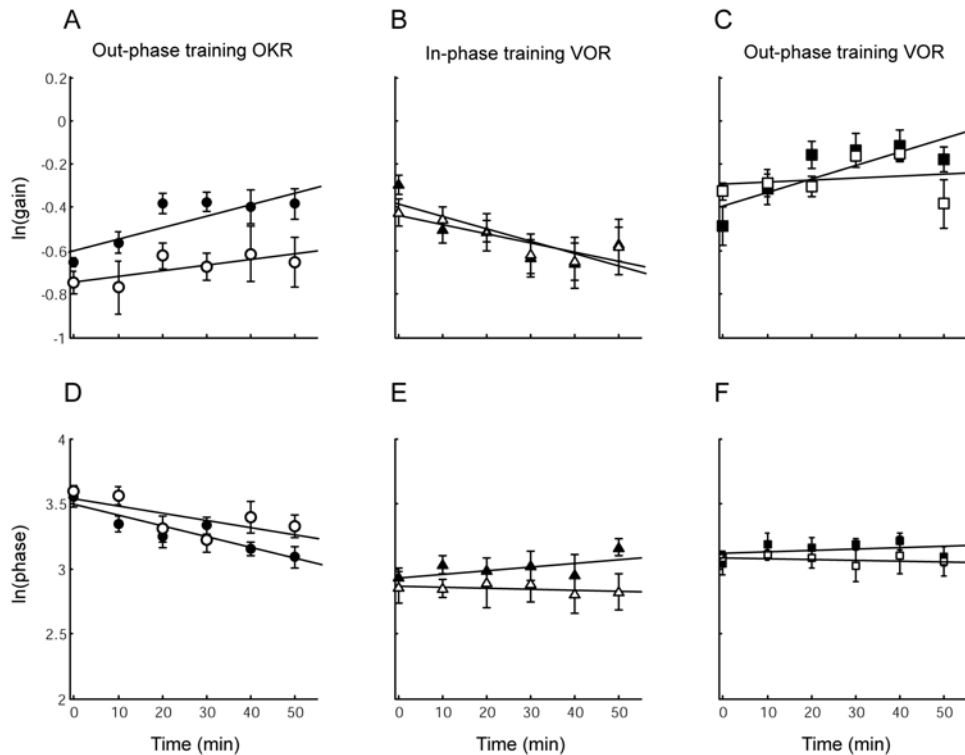 A B C
Out-phase training OKR In-phase training VOR Out-phase training VOR
0.2
0
-0.2
-0.4
-0.6
-0.8
-1
ln(gain)
D E F
4
3.5
3
2.5
2
ln(phase)
0 10 20 30 40 50 0 10 20 30 40 50 0 10 20 30 40 50
Time (min) Time (min) Time (min)